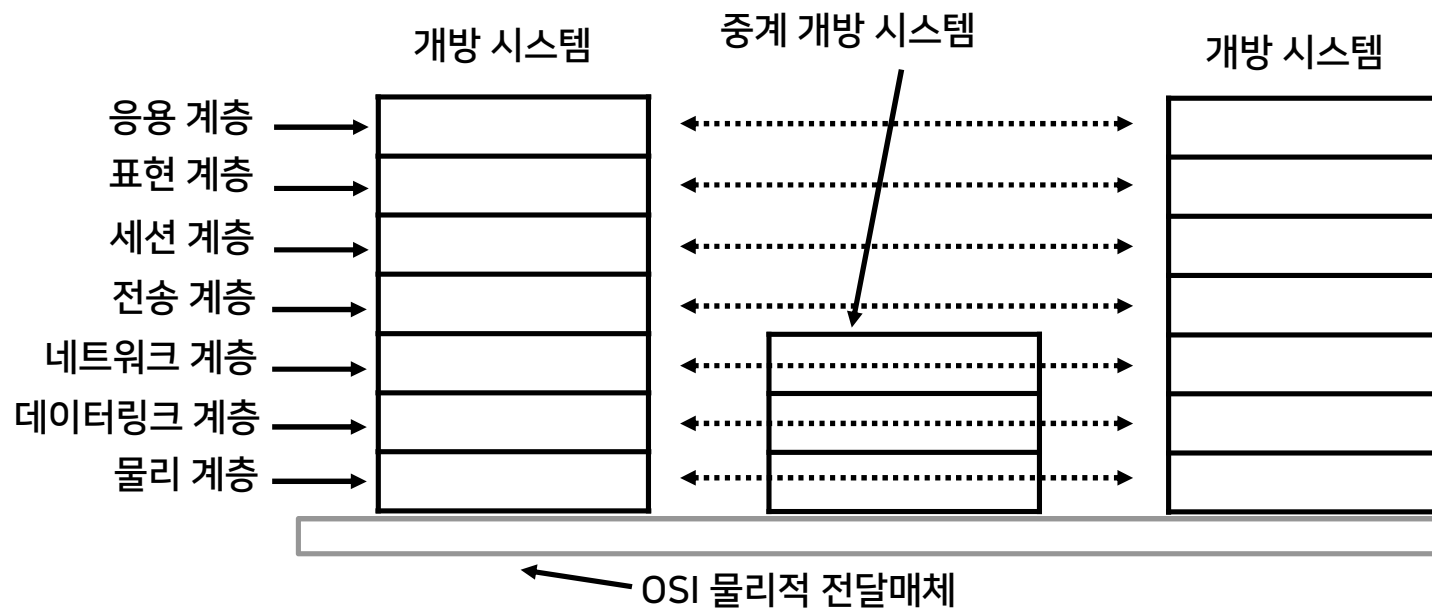 개방 시스템
중계 개방 시스템
개방 시스템
응용 계층
표현 계층
세션 계층
전송 계층
네트워크 계층
데이터링크 계층
물리 계층
OSI 물리적 전달매체